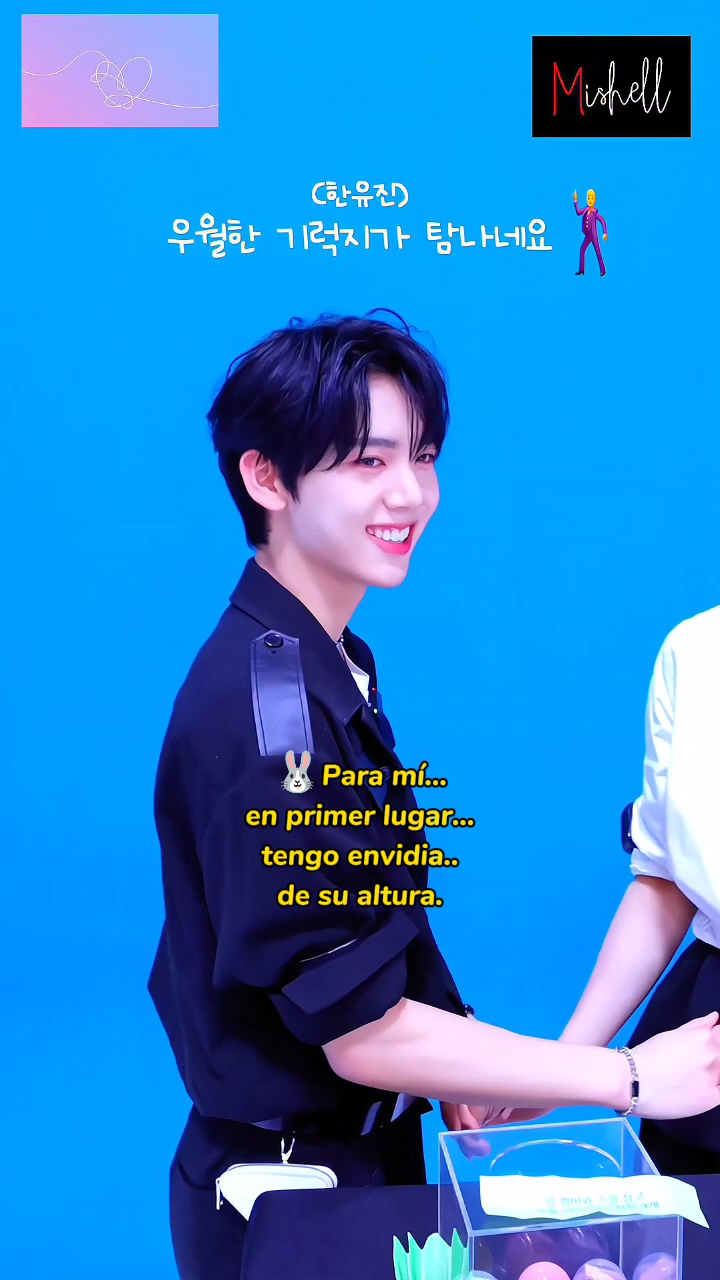 Mishell
(한유진)
우월한 기럭지가 탐나네요
Para mí...
en primer lugar...
tengo envidia..
de su altura.